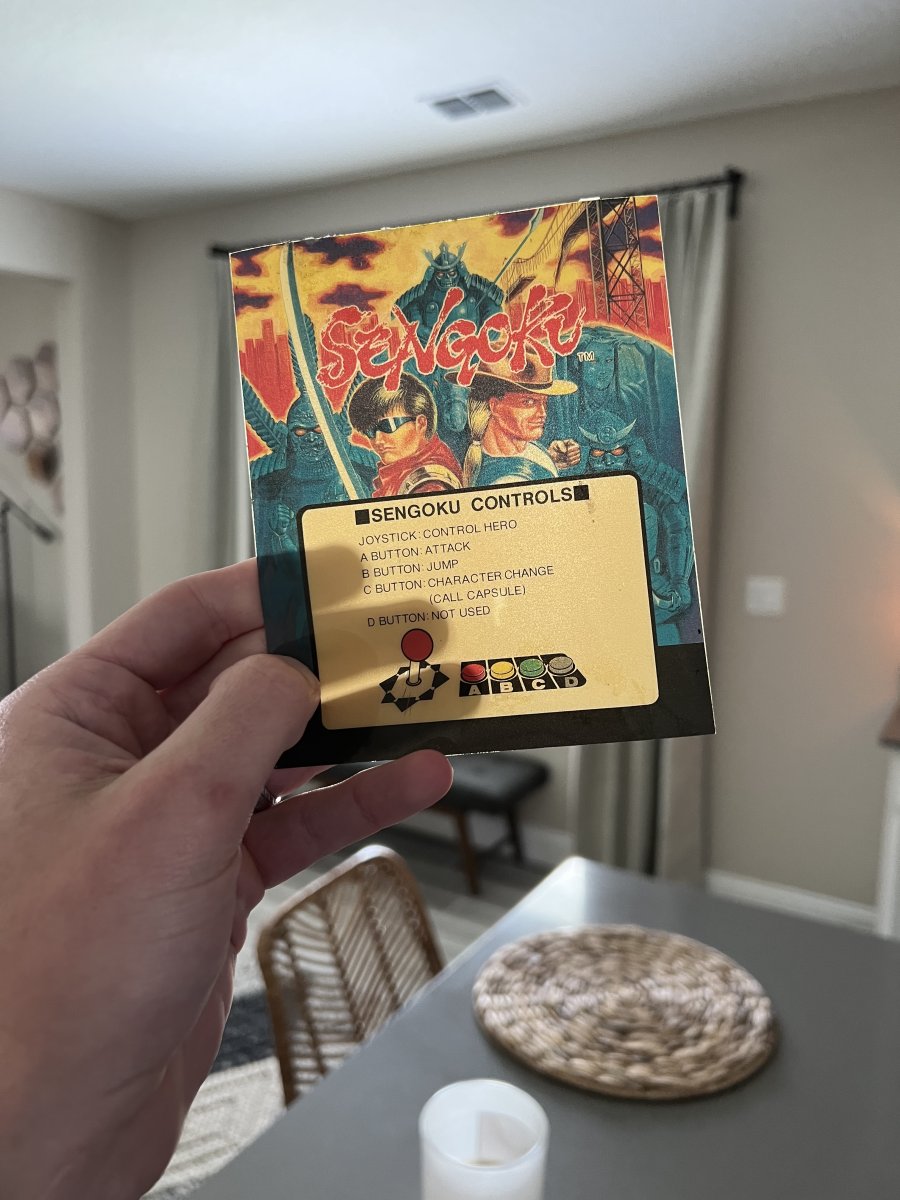 SENGOKU
TM
■SENGOKU CONTROLS■
JOYSTICK: CONTROL HERO
A BUTTON: ATTACK
B BUTTON: JUMP
C BUTTON: CHARACTER CHANGE
(CALL CAPSULE)
D BUTTON: NOT USED
A B C D